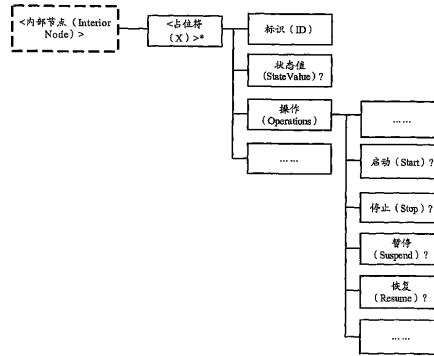 <内部节点（Interior
Node）>
<占位符
（X）>*
标识（ID）
状态值
（StateValue）?
操作
（Operations）
……
……
启动（Start）?
停止（Stop）?
暂停
（Suspend）?
恢复
（Resume）?
……